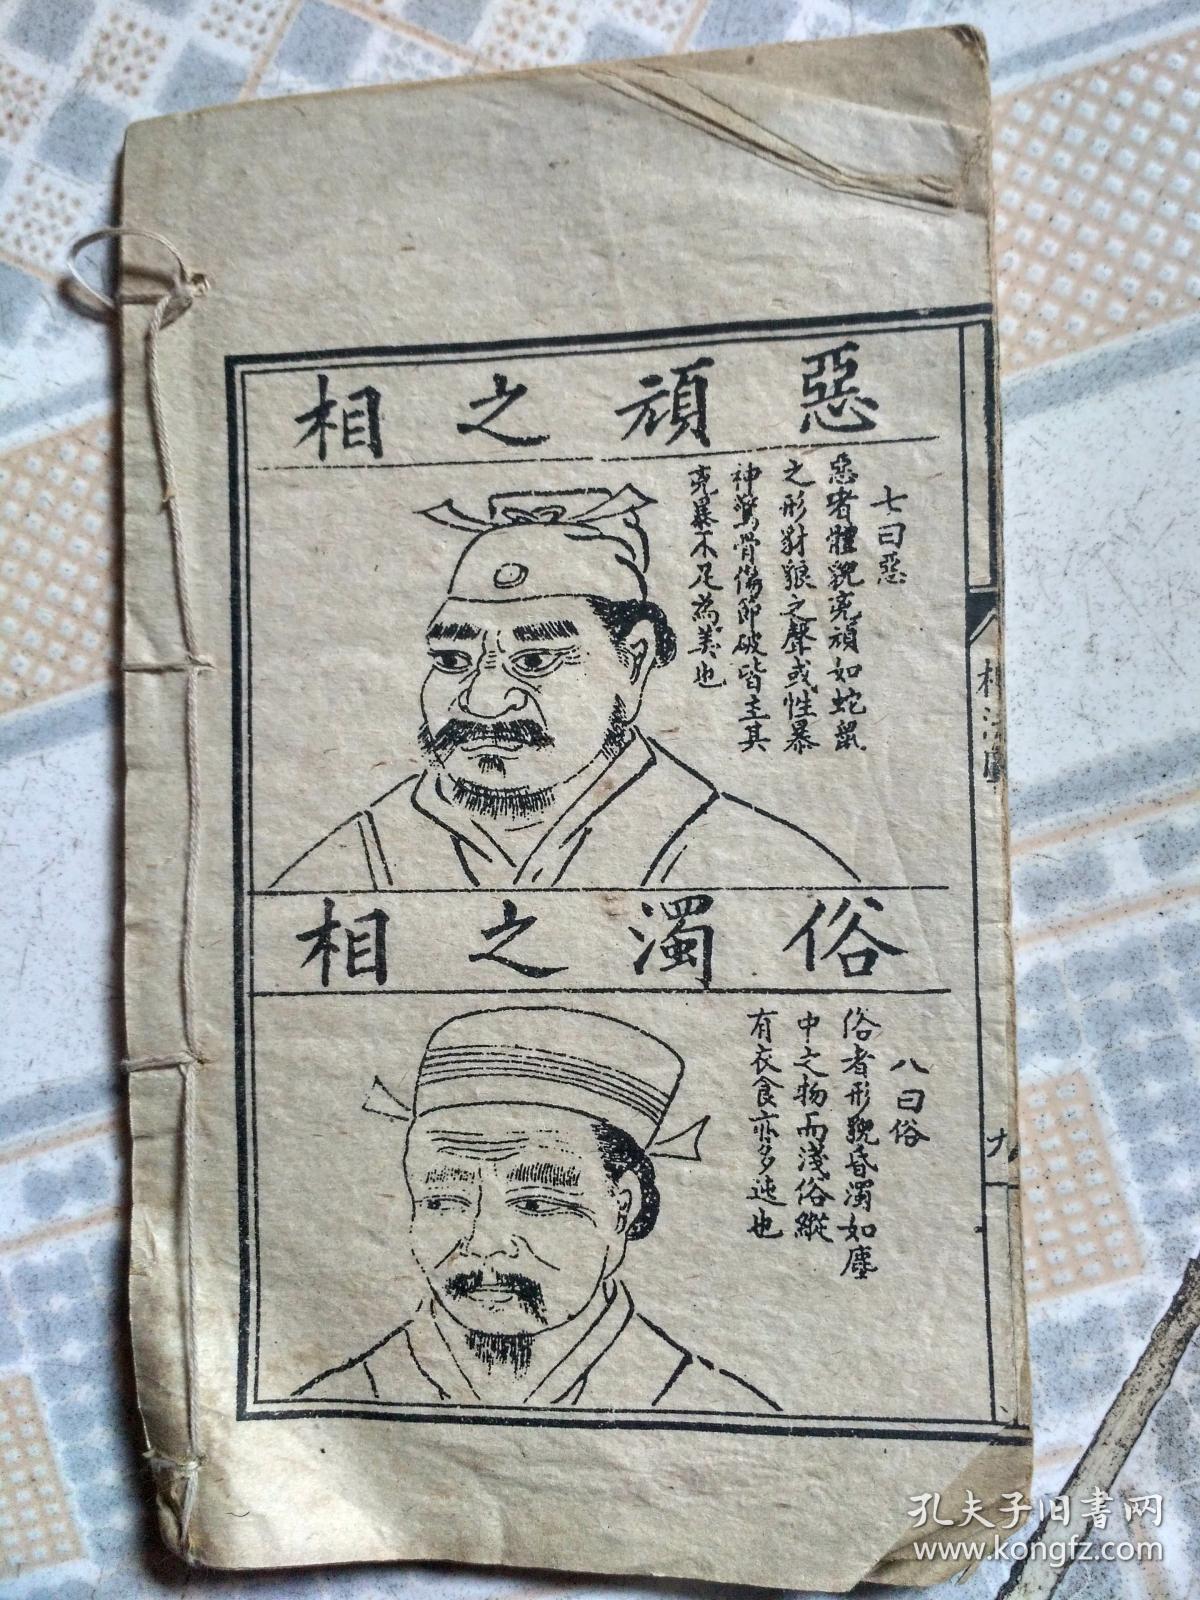 惡頑之相
七曰惡
惡者體貌兇頑如蛇鼠
之形豺狼之聲或性暴
神驚骨傷節破皆主其
兇暴不足為美也
俗濁之相
八曰俗
俗者形貌昏濁如塵
中之物而淺俗縱
有衣食亦多迍也
相法
九
孔夫子旧书网
www.kongfz.com